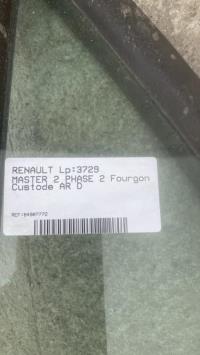 RENAULT Lp:3729
MASTER 2 PHASE 2 Fourgon
Custode AR D